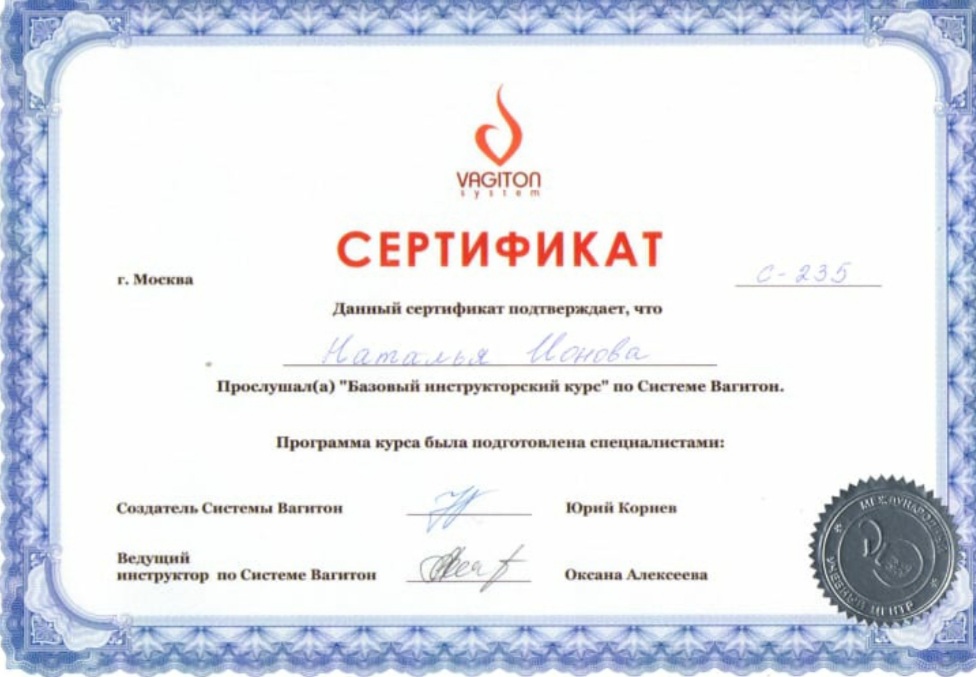 VAGITON
system
СЕРТИФИКАТ
г. Москва
С-235
Данный сертификат подтверждает, что
Наталья Ионова
Прослушал(а) "Базовый инструкторский курс" по Системе Вагитон.
Программа курса была подготовлена специалистами:
Создатель Системы Вагитон
Юрий Корнев
Ведущий
инструктор по Системе Вагитон
Оксана Алексеева
МЕЖДУНАРОДНЫЙ
УЧЕБНЫЙ ЦЕНТР